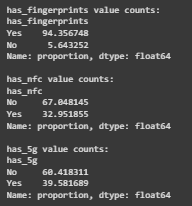 has_fingerprints value counts:
has_fingerprints
Yes    94.356748
No      5.643252
Name: proportion, dtype: float64
has_nfc value counts:
has_nfc
No     67.048145
Yes    32.951855
Name: proportion, dtype: float64
has_5g value counts:
has_5g
No     60.418311
Yes    39.581689
Name: proportion, dtype: float64